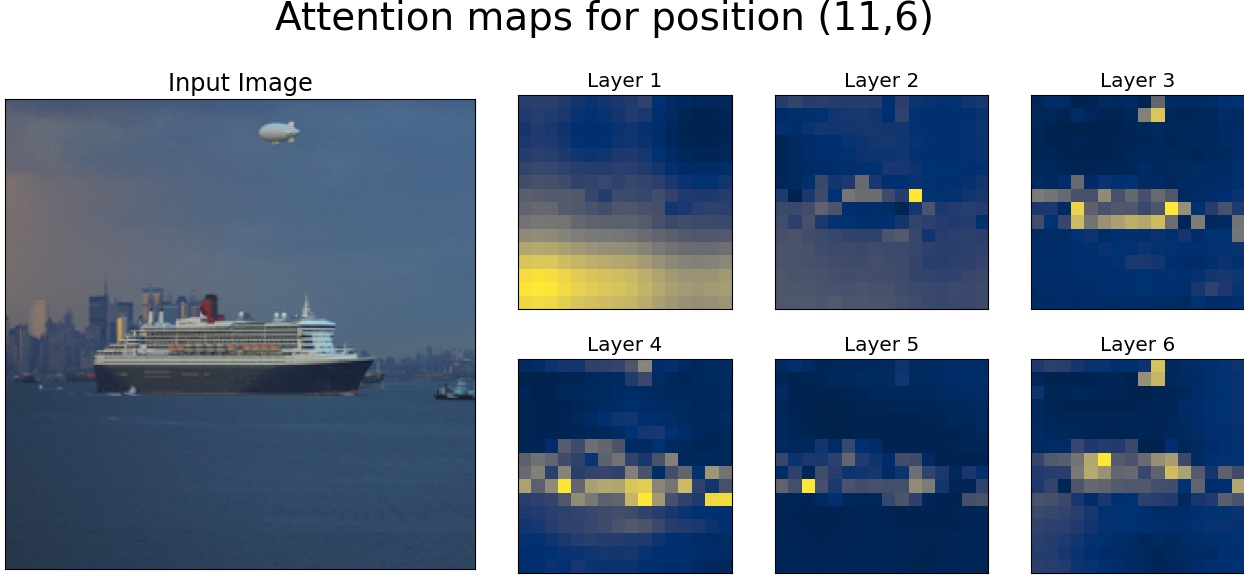 Attention maps for position (11,6)
Input Image
Layer 1
Layer 2
Layer 3
Layer 4
Layer 5
Layer 6